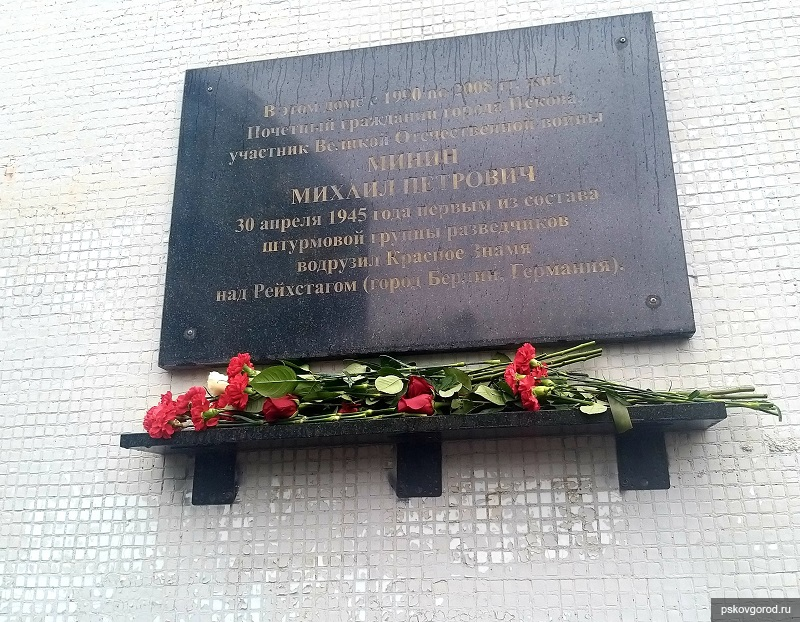 В этом доме с 1990 по 2008 гг. жил
Почетный гражданин города Пскова,
участник Великой Отечественной войны
МИНИН
МИХАИЛ ПЕТРОВИЧ
30 апреля 1945 года первым из состава
штурмовой группы разведчиков
водрузил Красное Знамя
над Рейхстагом (город Берлин, Германия).
pskovgorod.ru